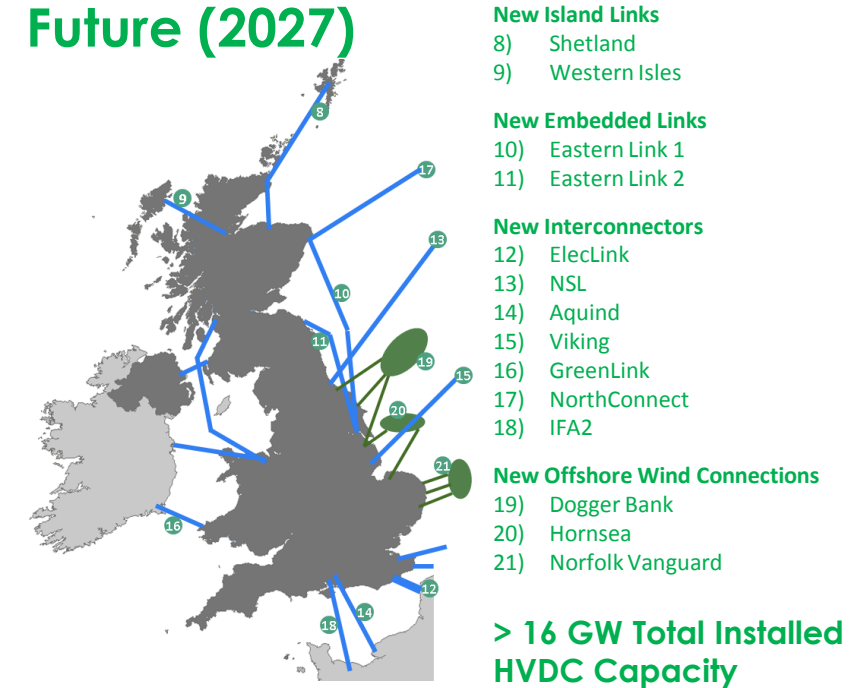 Future (2027)
New Island Links
8) Shetland
9) Western Isles
New Embedded Links
10) Eastern Link 1
11) Eastern Link 2
New Interconnectors
12) ElecLink
13) NSL
14) Aquind
15) Viking
16) GreenLink
17) NorthConnect
18) IFA2
New Offshore Wind Connections
19) Dogger Bank
20) Hornsea
21) Norfolk Vanguard
> 16 GW Total Installed
HVDC Capacity
8
17
9
13
10
11
19
15
20
21
16
12
14
18